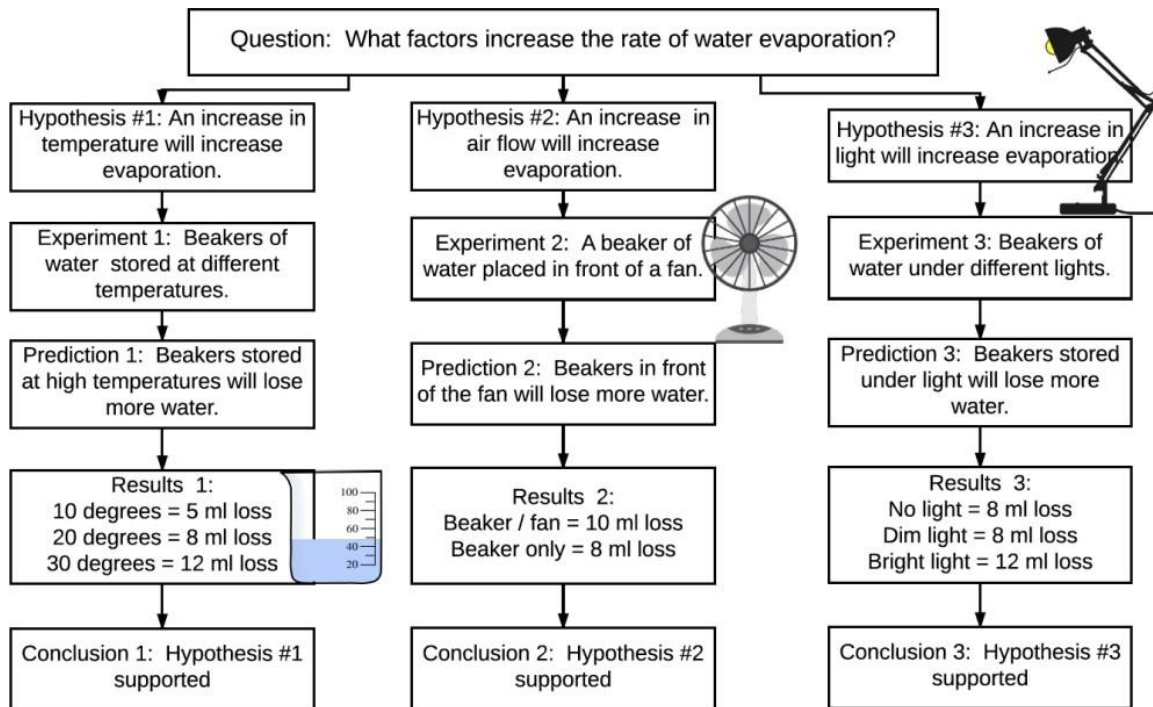 Question: What factors increase the rate of water evaporation?
Hypothesis #1: An increase in
temperature will increase
evaporation.
Experiment 1: Beakers of
water stored at different
temperatures.
Prediction 1: Beakers stored
at high temperatures will lose
more water.
Results 1:
10 degrees = 5 ml loss
20 degrees = 8 ml loss
30 degrees = 12 ml loss
100
80
60
40
20
Conclusion 1: Hypothesis #1
supported
Hypothesis #2: An increase in
air flow will increase
evaporation.
Experiment 2: A beaker of
water placed in front of a fan.
Prediction 2: Beakers in front
of the fan will lose more water.
Results 2:
Beaker / fan = 10 ml loss
Beaker only = 8 ml loss
Conclusion 2: Hypothesis #2
supported
Hypothesis #3: An increase in
light will increase evaporation.
Experiment 3: Beakers of
water under different lights.
Prediction 3: Beakers stored
under light will lose more
water.
Results 3:
No light = 8 ml loss
Dim light = 8 ml loss
Bright light = 12 ml loss
Conclusion 3: Hypothesis #3
supported